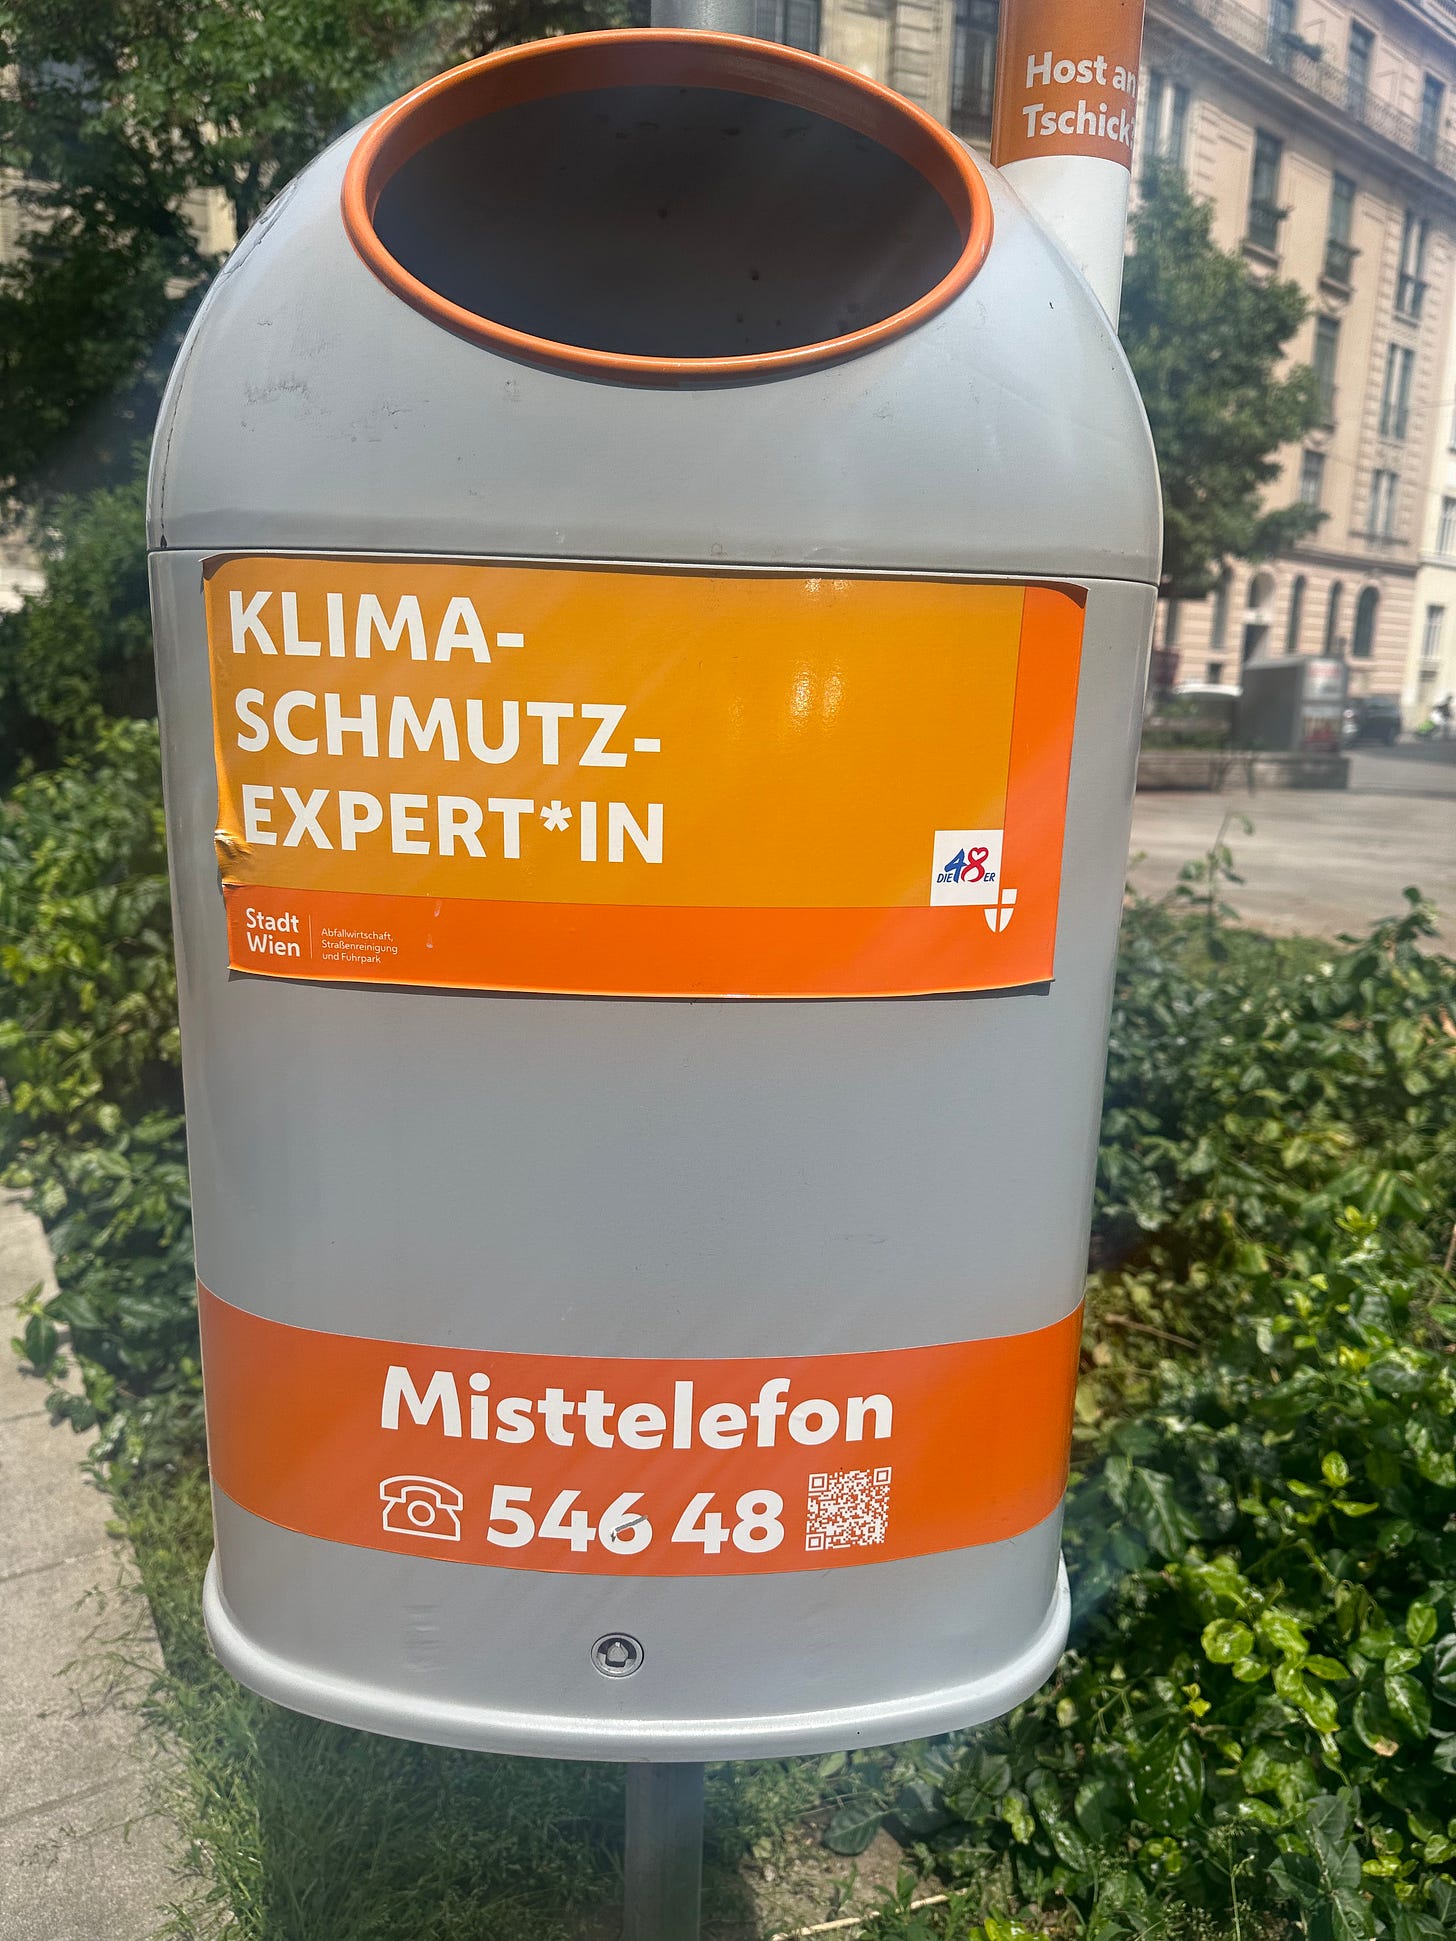 Host an
Tschick
KLIMA-
SCHMUTZ-
EXPERT*IN
DIE 48ER
Stadt
Wien
Abfallwirtschaft,
Straßenreinigung
und Fuhrpark
Misttelefon
546 48